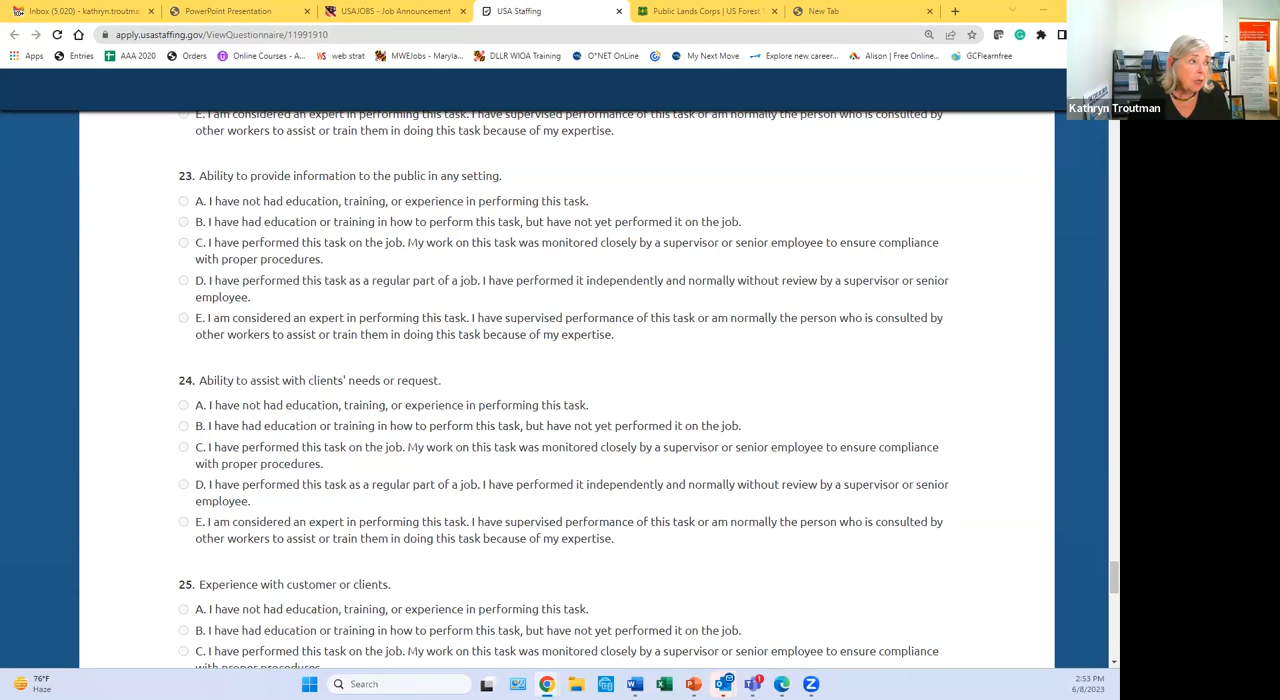 Inbox (5,020) - kathryn.troutma
PowerPoint Presentation
USAJOBS - Job Announcement
USA Staffing
Public Lands Corps | US Forest
New Tab
apply.usastaffing.gov/ViewQuestionnaire/11991910
Apps
Entries
AAA 2020
Orders
Online Courses - A...
web strat
MWEJobs - Maryla...
DLLR WIOA Training
O*NET OnLine
My Next Move
Explore new career...
Alison | Free Online...
GCFlearnfree
Kathryn Troutman
E. I am considered an expert in performing this task. I have supervised performance of this task or am normally the person who is consulted by
other workers to assist or train them in doing this task because of my expertise.
23. Ability to provide information to the public in any setting.
A. I have not had education, training, or experience in performing this task.
B. I have had education or training in how to perform this task, but have not yet performed it on the job.
C. I have performed this task on the job. My work on this task was monitored closely by a supervisor or senior employee to ensure compliance
with proper procedures.
D. I have performed this task as a regular part of a job. I have performed it independently and normally without review by a supervisor or senior
employee.
E. I am considered an expert in performing this task. I have supervised performance of this task or am normally the person who is consulted by
other workers to assist or train them in doing this task because of my expertise.
24. Ability to assist with clients' needs or request.
A. I have not had education, training, or experience in performing this task.
B. I have had education or training in how to perform this task, but have not yet performed it on the job.
C. I have performed this task on the job. My work on this task was monitored closely by a supervisor or senior employee to ensure compliance
with proper procedures.
D. I have performed this task as a regular part of a job. I have performed it independently and normally without review by a supervisor or senior
employee.
E. I am considered an expert in performing this task. I have supervised performance of this task or am normally the person who is consulted by
other workers to assist or train them in doing this task because of my expertise.
25. Experience with customer or clients.
A. I have not had education, training, or experience in performing this task.
B. I have had education or training in how to perform this task, but have not yet performed it on the job.
C. I have performed this task on the job. My work on this task was monitored closely by a supervisor or senior employee to ensure compliance
with proper procedures
76°F
Haze
Search
2:53 PM
6/8/2023